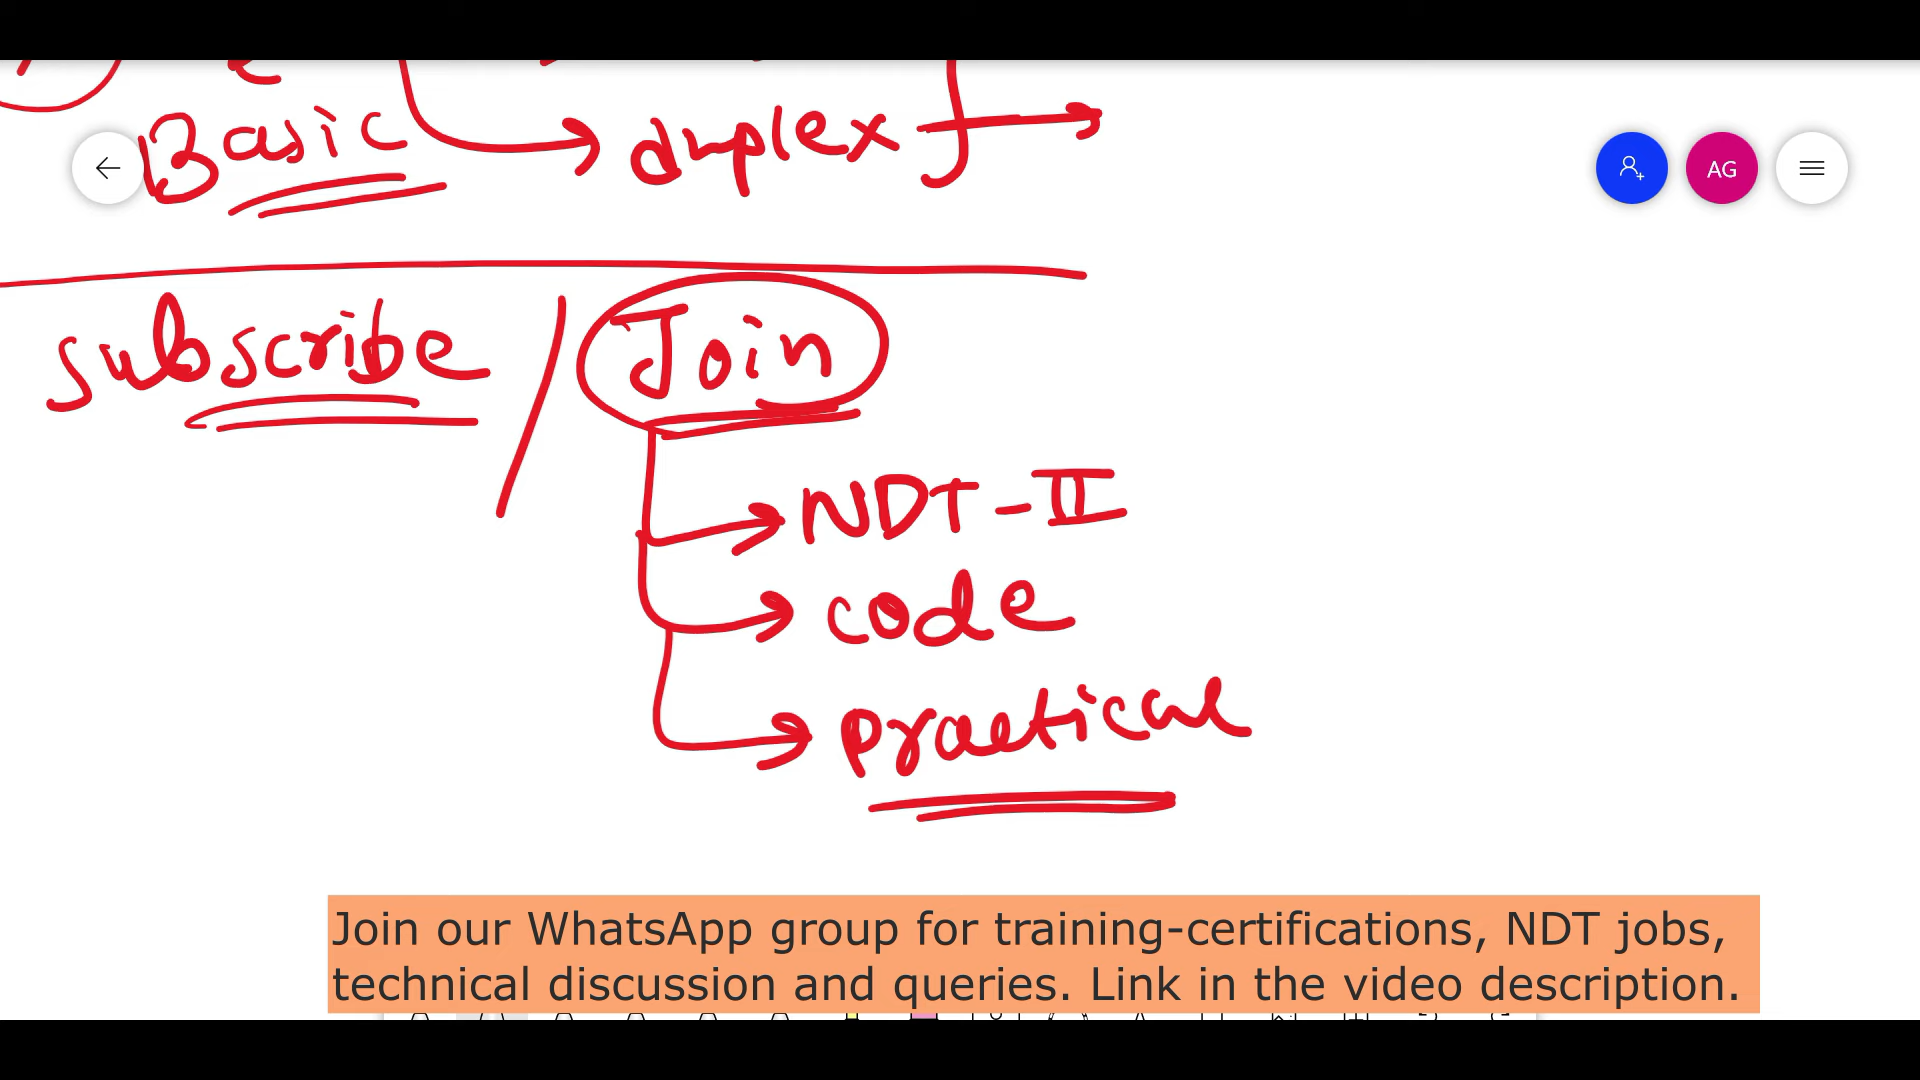 Basic
duplex
AG
Subscribe / Join
NDT-II
code
practical
Join our WhatsApp group for training-certifications, NDT jobs,
technical discussion and queries. Link in the video description.